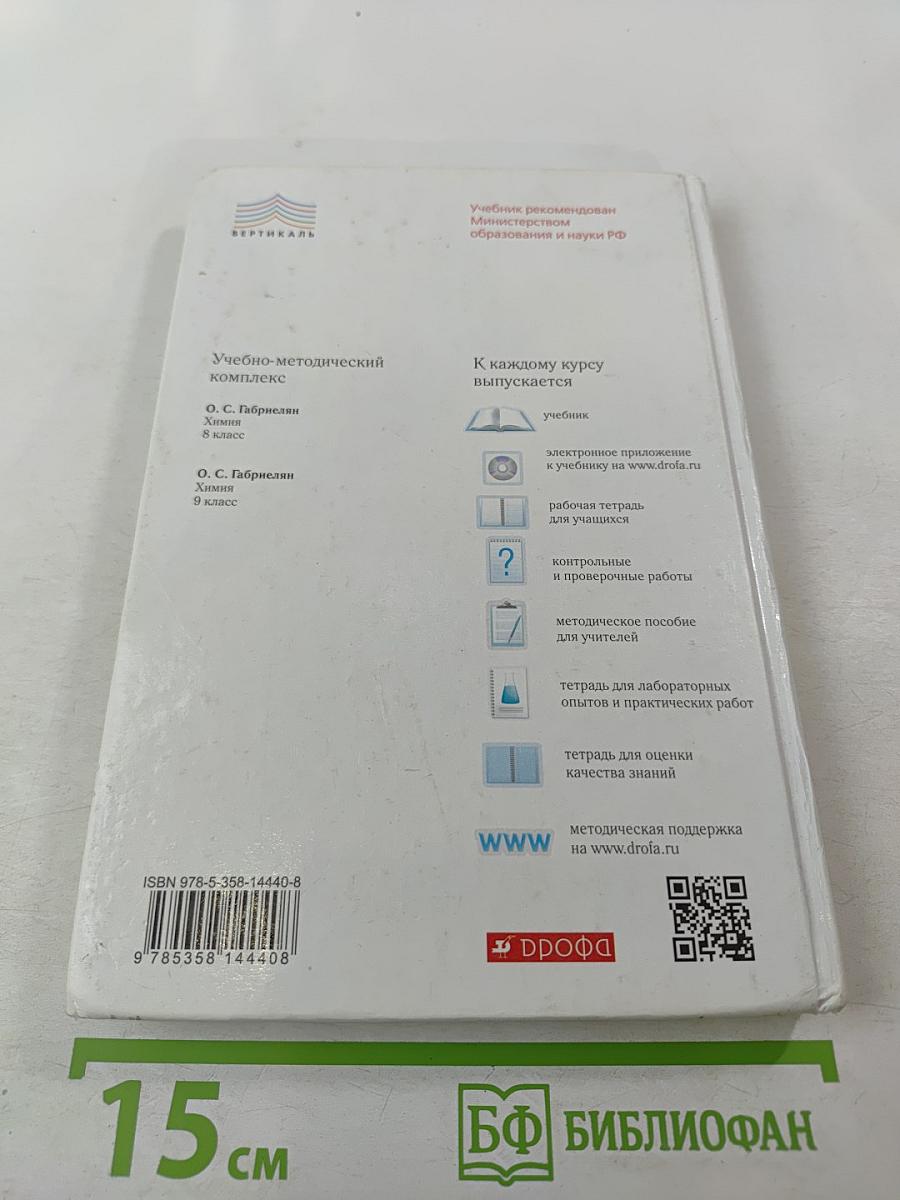 ВЕРТИКАЛЬ
Учебник рекомендован
Министерством
образования и науки РФ
Учебно-методический
комплекс
О. С. Габриелян
Химия
8 класс
О. С. Габриелян
Химия
9 класс
К каждому курсу
выпускается
учебник
электронное приложение
к учебнику на www.drofa.ru
рабочая тетрадь
для учащихся
?
контрольные
и проверочные работы
методическое пособие
для учителей
тетрадь для лабораторных
опытов и практических работ
тетрадь для оценки
качества знаний
www
методическая поддержка
на www.drofa.ru
ISBN 978-5-358-14440-8
9 785358 144408
дрофа
15 см
БФ
БИБЛИОФАН